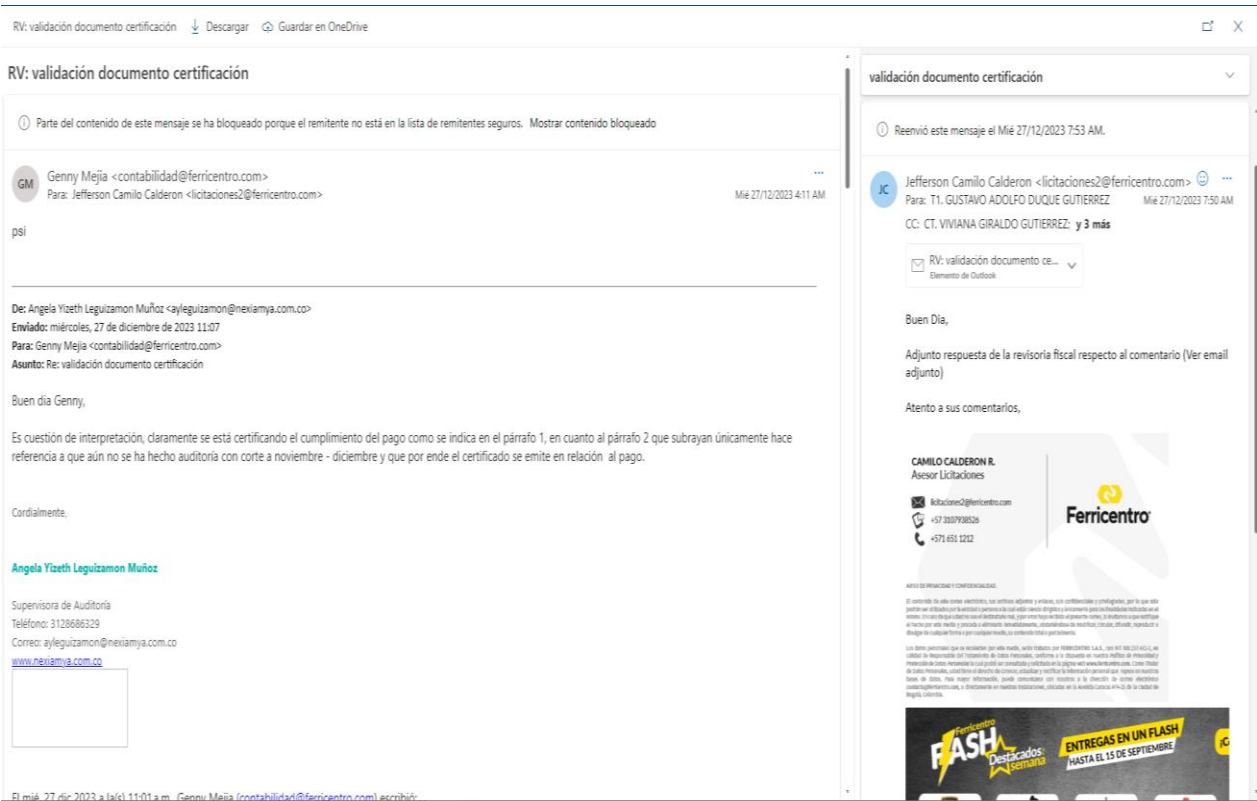 RV: validación documento certificación Descargar Guardar en OneDrive
RV: validación documento certificación
Parte del contenido de este mensaje se ha bloqueado porque el remitente no está en la lista de remitentes seguros. Mostrar contenido bloqueado
GM
Genny Mejia <contabilidad@ferricentro.com>
Para: Jefferson Camilo Calderon <licitaciones2@ferricentro.com>
Mié 27/12/2023 4:11 AM
psi
De: Angela Yizeth Leguizamon Muñoz <ayleguizamon@nexiamya.com.co>
Enviado: miércoles, 27 de diciembre de 2023 11:07
Para: Genny Mejia <contabilidad@ferricentro.com>
Asunto: Re: validación documento certificación
Buen dia Genny,
Es cuestión de interpretación, claramente se está certificando el cumplimiento del pago como se indica en el párrafo 1, en cuanto al párrafo 2 que subrayan únicamente hace
referencia a que aún no se ha hecho auditoría con corte a noviembre - diciembre y que por ende el certificado se emite en relación al pago.
Cordialmente,
Angela Yizeth Leguizamon Muñoz
Supervisora de Auditoría
Teléfono: 3128686329
Correo: ayleguizamon@nexiamya.com.co
www.nexiamya.com.co
El mié, 27 dic 2023 a la(s) 11:01 a.m., Genny Mejia (contabilidad@ferricentro.com) escribió:
validación documento certificación
Reenvió este mensaje el Mié 27/12/2023 7:53 AM.
JC
Jefferson Camilo Calderon <licitaciones2@ferricentro.com>
Para: T1. GUSTAVO ADOLFO DUQUE GUTIERREZ Mié 27/12/2023 7:50 AM
CC: CT. VIVIANA GIRALDO GUTIERREZ; y 3 más
RV: validación documento ce...
Elemento de Outlook
Buen Dia,
Adjunto respuesta de la revisoria fiscal respecto al comentario (Ver email
adjunto)
Atento a sus comentarios,
CAMILO CALDERON R.
Asesor Licitaciones
licitaciones2@ferricentro.com
+57 3107938526
+571 651 1212
Ferricentro
AVISO DE PRIVACIDAD Y CONFIDENCIALIDAD.
Ferricentro
FLASH
Destacados
semana
ENTREGAS EN UN FLASH
HASTA EL 15 DE SEPTIEMBRE